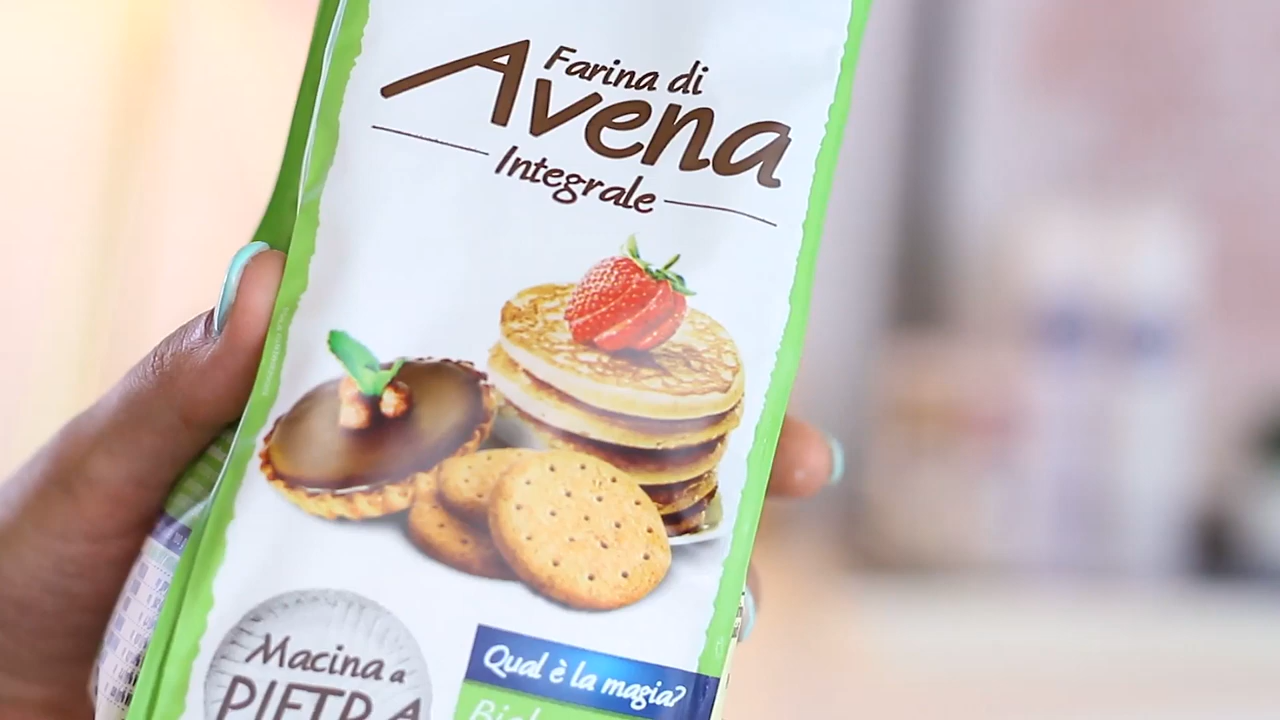 Farina di
Avena
Integrale
Macina a
Qual è la magia?